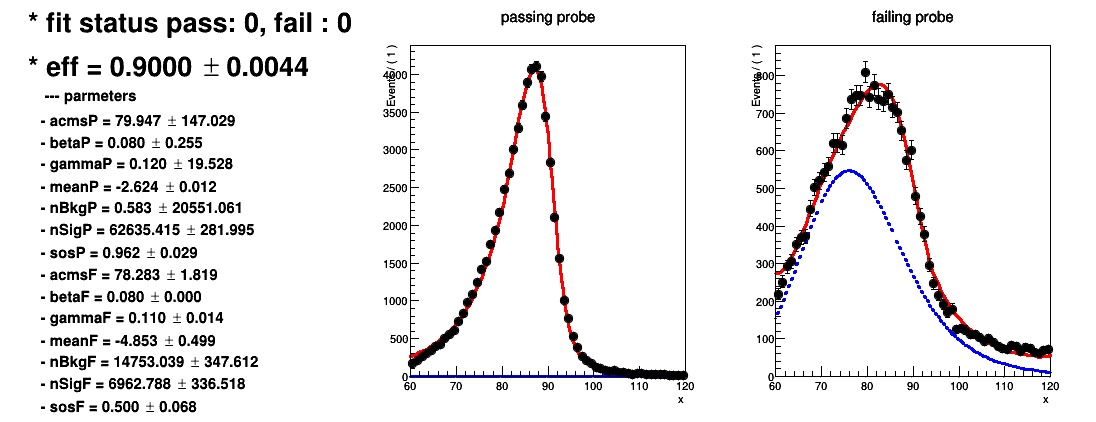 * fit status pass: 0, fail : 0
* eff = 0.9000 ± 0.0044
--- parmeters
- acmsP = 79.947 ± 147.029
- betaP = 0.080 ± 0.255
- gammaP = 0.120 ± 19.528
- meanP = -2.624 ± 0.012
- nBkgP = 0.583 ± 20551.061
- nSigP = 62635.415 ± 281.995
- sosP = 0.962 ± 0.029
- acmsF = 78.283 ± 1.819
- betaF = 0.080 ± 0.000
- gammaF = 0.110 ± 0.014
- meanF = -4.853 ± 0.499
- nBkgF = 14753.039 ± 347.612
- nSigF = 6962.788 ± 336.518
- sosF = 0.500 ± 0.068
passing probe
Events / ( 1 )
4000
3500
3000
2500
2000
1500
1000
500
0
60 70 80 90 100 110 120
x
failing probe
Events / ( 1 )
800
700
600
500
400
300
200
100
0
60 70 80 90 100 110 120
x